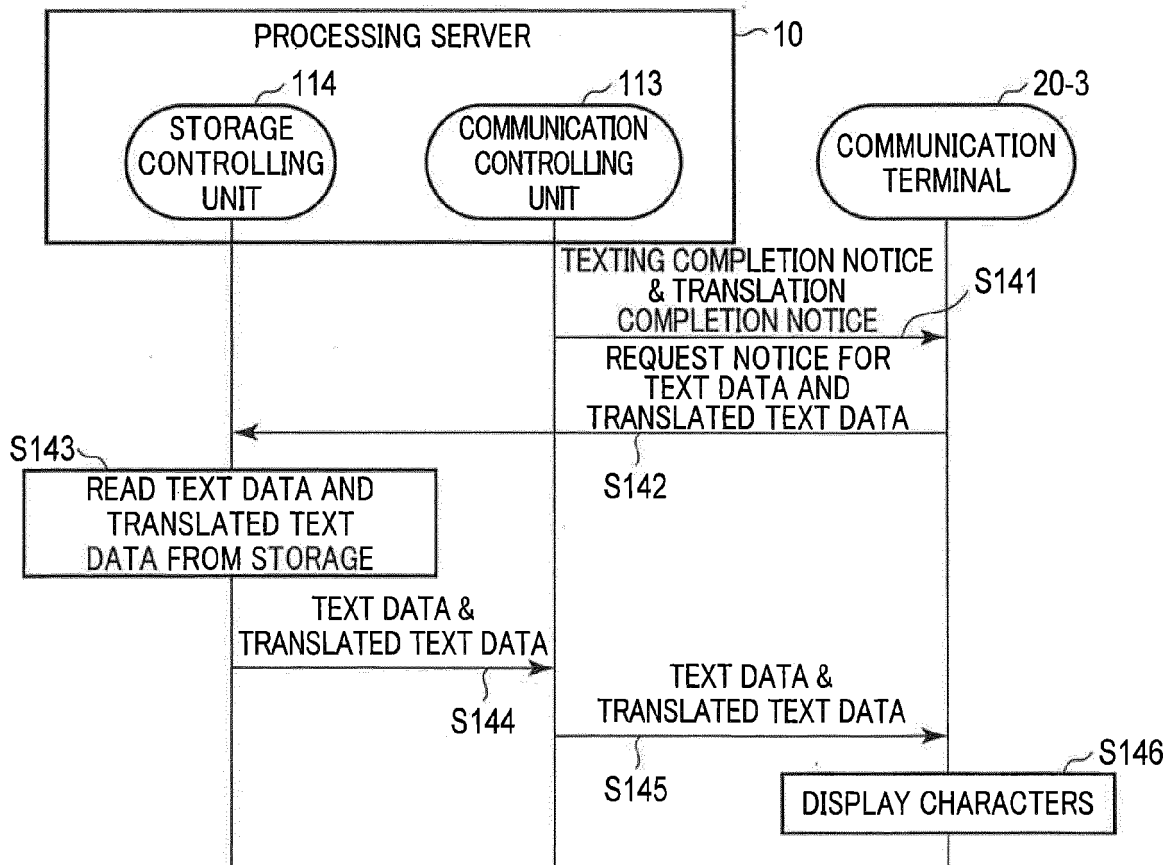 PROCESSING SERVER
10
114
113
20-3
STORAGE
CONTROLLING
UNIT
COMMUNICATION
CONTROLLING
UNIT
COMMUNICATION
TERMINAL
TEXTING COMPLETION NOTICE
& TRANSLATION
COMPLETION NOTICE
S141
REQUEST NOTICE FOR
TEXT DATA AND
TRANSLATED TEXT DATA
S142
S143
READ TEXT DATA AND
TRANSLATED TEXT
DATA FROM STORAGE
TEXT DATA &
TRANSLATED TEXT DATA
S144
TEXT DATA &
TRANSLATED TEXT DATA
S145
S146
DISPLAY CHARACTERS